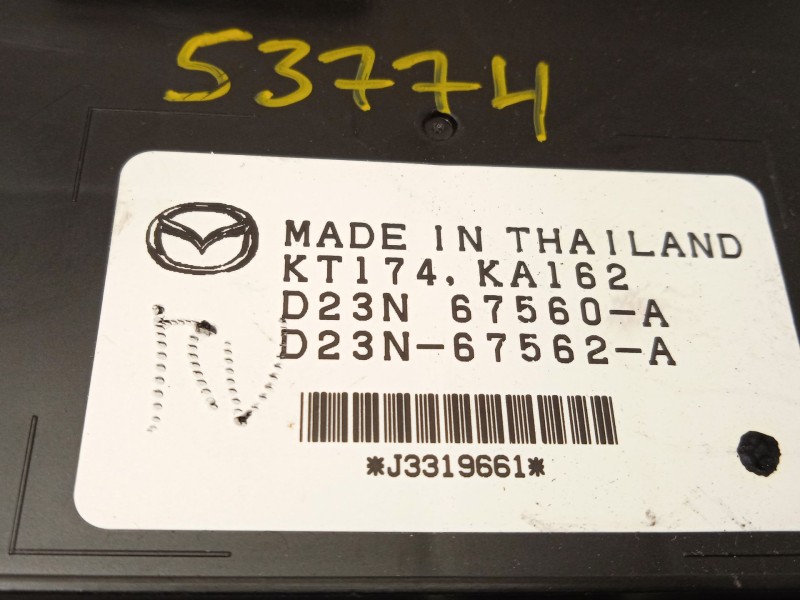 53774
MADE IN THAILAND
KT174, KA162
D23N 67560-A
D23N-67562-A
*J3319661*